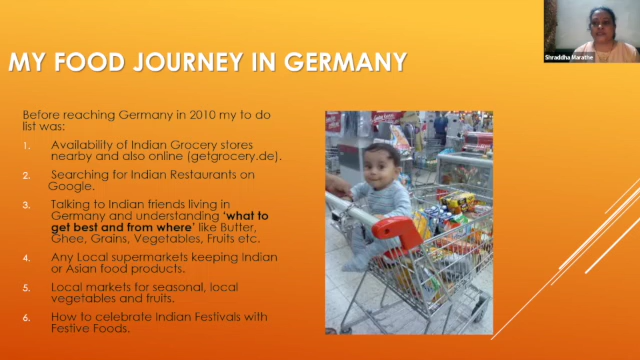 MY FOOD JOURNEY IN GERMANY
Shraddha Marathe
Before reaching Germany in 2010 my to do
list was:
1. Availability of Indian Grocery stores
nearby and also online (getgrocery.de).
2. Searching for Indian Restaurants on
Google.
3. Talking to Indian friends living in
Germany and understanding ‘what to
get best and from where’ like Butter,
Ghee, Grains, Vegetables, Fruits etc.
4. Any Local supermarkets keeping Indian
or Asian food products.
5. Local markets for seasonal, local
vegetables and fruits.
6. How to celebrate Indian Festivals with
Festive Foods.